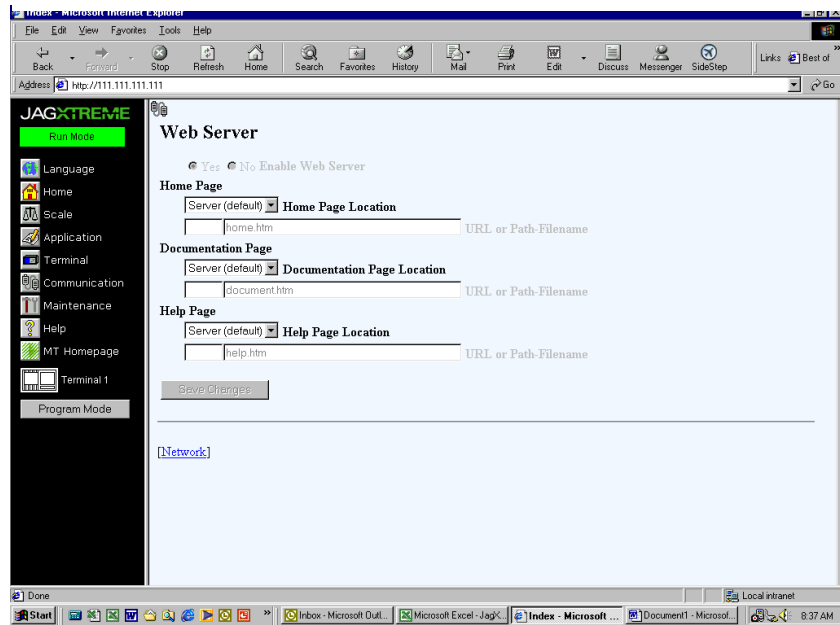 Index - Microsoft Internet Explorer
File Edit View Favorites Tools Help
Back Forward Stop Refresh Home Search Favorites History Mail Print Edit Discuss Messenger SideStep Links Best of »
Address http://111.111.111.111 Go
JAGXTREME
Run Mode
Language
Home
Scale
Application
Terminal
Communication
Maintenance
Help
MT Homepage
Terminal 1
Program Mode
Web Server
Yes No Enable Web Server
Home Page
Server (default) Home Page Location
home.htm URL or Path-Filename
Documentation Page
Server (default) Documentation Page Location
document.htm URL or Path-Filename
Help Page
Server (default) Help Page Location
help.htm URL or Path-Filename
Save Changes
[Network]
Done Local intranet
Start » Inbox - Microsoft Outl... Microsoft Excel - JagX... Index - Microsoft ... Document1 - Microsof... 8:37 AM